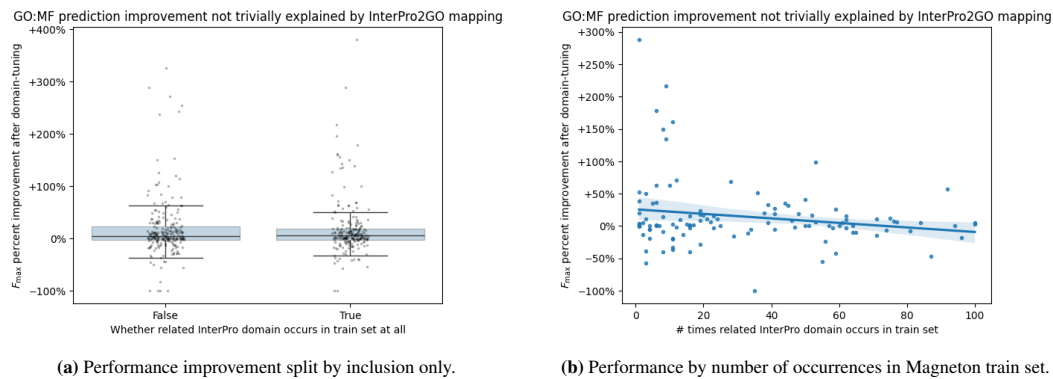 GO:MF prediction improvement not trivially explained by InterPro2GO mapping
+400%
+300%
+200%
+100%
0%
−100%
Fmax percent improvement after domain-tuning
False
True
Whether related InterPro domain occurs in train set at all
(a) Performance improvement split by inclusion only.
GO:MF prediction improvement not trivially explained by InterPro2GO mapping
+300%
+250%
+200%
+150%
+100%
+50%
+0%
−50%
−100%
Fmax percent improvement after domain-tuning
0
20
40
60
80
100
# times related InterPro domain occurs in train set
(b) Performance by number of occurrences in Magneton train set.